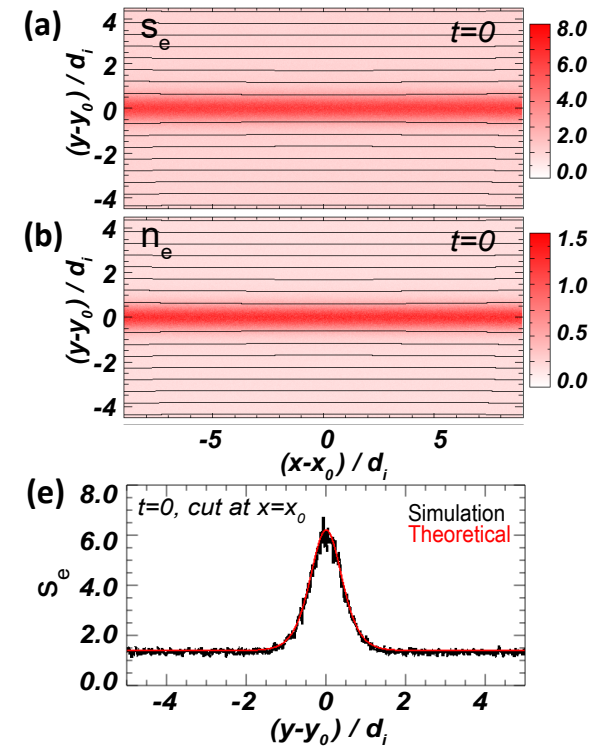 (a)
s_e
t=0
4
2
0
-2
-4
(y-y_0) / d_i
8.0
6.0
4.0
2.0
0.0
(b)
n_e
t=0
4
2
0
-2
-4
(y-y_0) / d_i
1.5
1.0
0.5
0.0
-5 0 5
(x-x_0) / d_i
(e)
t=0, cut at x=x_0
Simulation
Theoretical
8.0
6.0
4.0
2.0
0.0
s_e
-4 -2 0 2 4
(y-y_0) / d_i